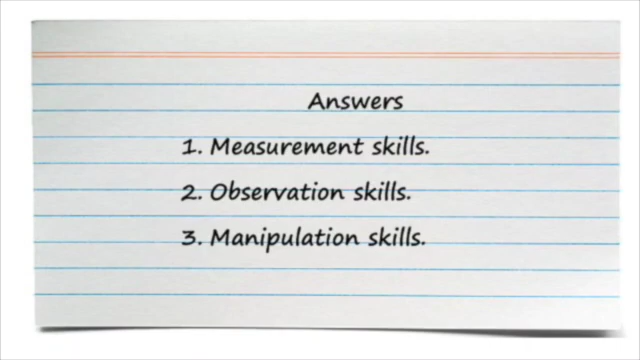 Answers
1. Measurement skills.
2. Observation skills.
3. Manipulation skills.